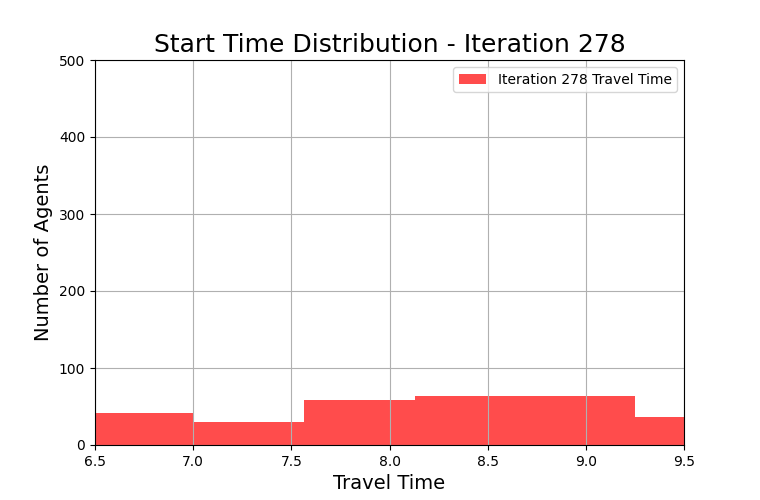 Start Time Distribution - Iteration 278
Iteration 278 Travel Time
Number of Agents
500
400
300
200
100
0
6.5 7.0 7.5 8.0 8.5 9.0 9.5
Travel Time